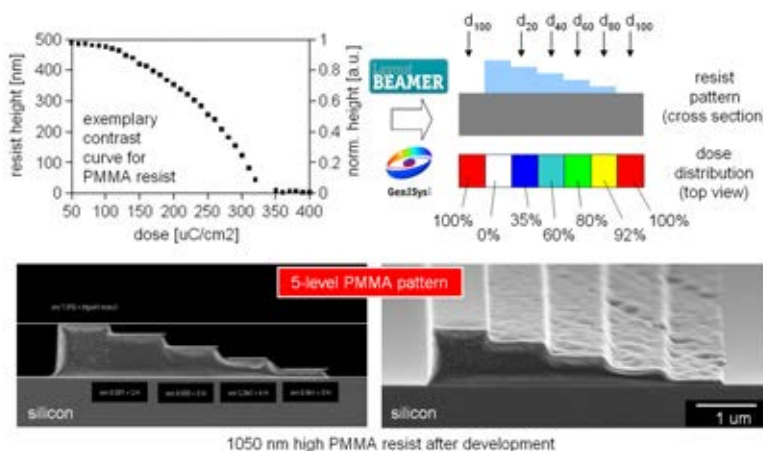 500
400
300
200
100
0
resist height [nm]
50 100 150 200 250 300 350 400
dose [uC/cm2]
1
0.8
0.6
0.4
0.2
0
norm. height [a.u.]
exemplary
contrast
curve for
PMMA resist
Layout
BEAMER
GenISys
d100 d20 d40 d60 d80 d100
resist
pattern
(cross section)
dose
distribution
(top view)
100% 0% 35% 60% 80% 92% 100%
5-level PMMA pattern
silicon
silicon
1 um
1050 nm high PMMA resist after development